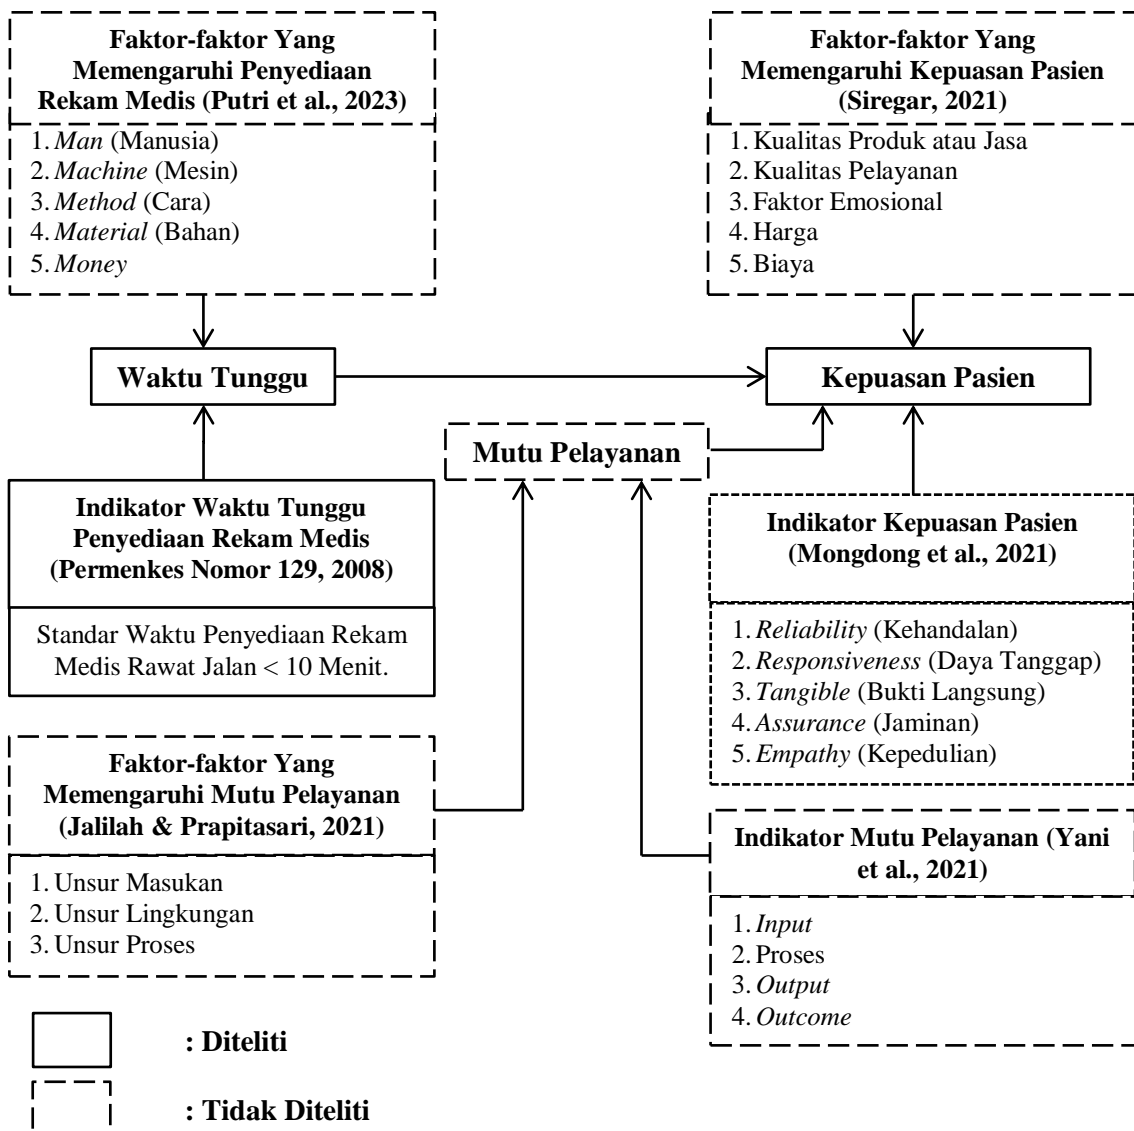 Faktor-faktor Yang
Memengaruhi Penyediaan
Rekam Medis (Putri et al., 2023)
1. Man (Manusia)
2. Machine (Mesin)
3. Method (Cara)
4. Material (Bahan)
5. Money
Faktor-faktor Yang
Memengaruhi Kepuasan Pasien
(Siregar, 2021)
1. Kualitas Produk atau Jasa
2. Kualitas Pelayanan
3. Faktor Emosional
4. Harga
5. Biaya
Waktu Tunggu
Kepuasan Pasien
Mutu Pelayanan
Indikator Waktu Tunggu
Penyediaan Rekam Medis
(Permenkes Nomor 129, 2008)
Standar Waktu Penyediaan Rekam
Medis Rawat Jalan < 10 Menit.
Indikator Kepuasan Pasien
(Mongdong et al., 2021)
1. Reliability (Kehandalan)
2. Responsiveness (Daya Tanggap)
3. Tangible (Bukti Langsung)
4. Assurance (Jaminan)
5. Empathy (Kepedulian)
Faktor-faktor Yang
Memengaruhi Mutu Pelayanan
(Jalilah & Prapitasari, 2021)
1. Unsur Masukan
2. Unsur Lingkungan
3. Unsur Proses
Indikator Mutu Pelayanan (Yani
et al., 2021)
1. Input
2. Proses
3. Output
4. Outcome
: Diteliti
: Tidak Diteliti